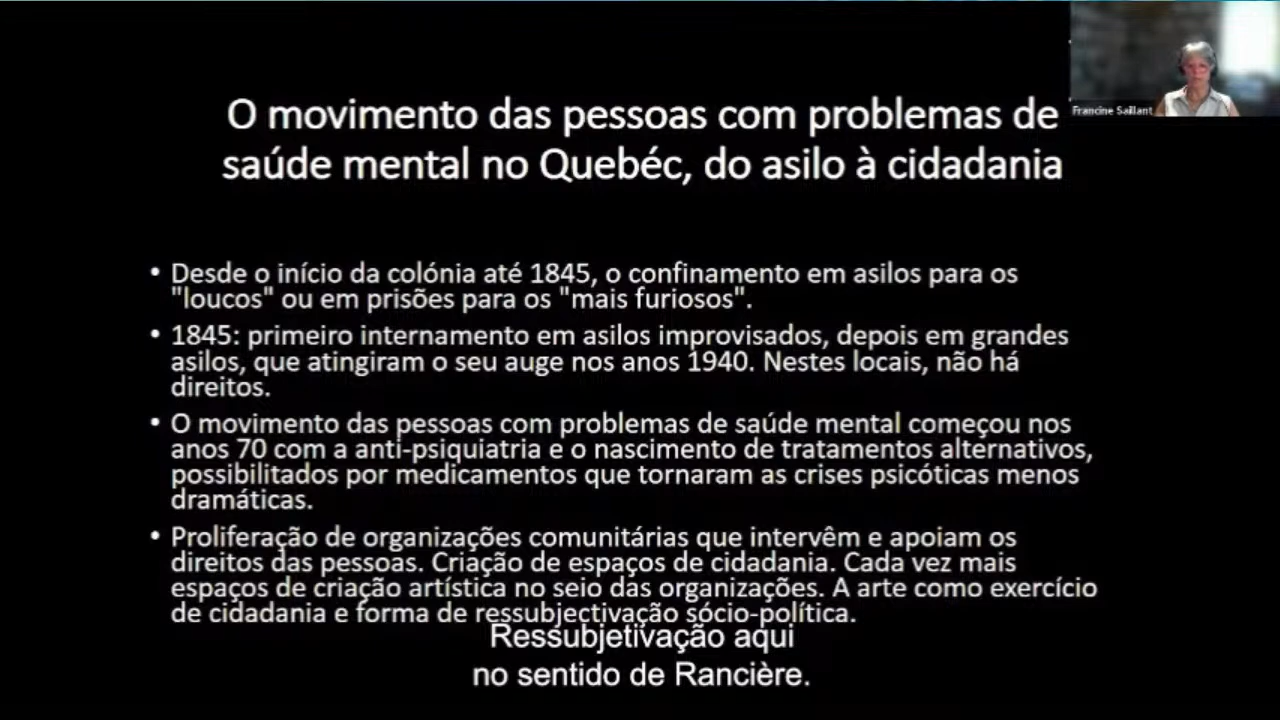 Francine Saillant
O movimento das pessoas com problemas de
saúde mental no Quebéc, do asilo à cidadania
• Desde o início da colónia até 1845, o confinamento em asilos para os
"loucos" ou em prisões para os "mais furiosos".
• 1845: primeiro internamento em asilos improvisados, depois em grandes
asilos, que atingiram o seu auge nos anos 1940. Nestes locais, não há
direitos.
• O movimento das pessoas com problemas de saúde mental começou nos
anos 70 com a anti-psiquiatria e o nascimento de tratamentos alternativos,
possibilitados por medicamentos que tornaram as crises psicóticas menos
dramáticas.
• Proliferação de organizações comunitárias que intervêm e apoiam os
direitos das pessoas. Criação de espaços de cidadania. Cada vez mais
espaços de criação artística no seio das organizações. A arte como exercício
de cidadania e forma de ressubjectivação sócio-política.
Ressubjetivação aqui
no sentido de Rancière.